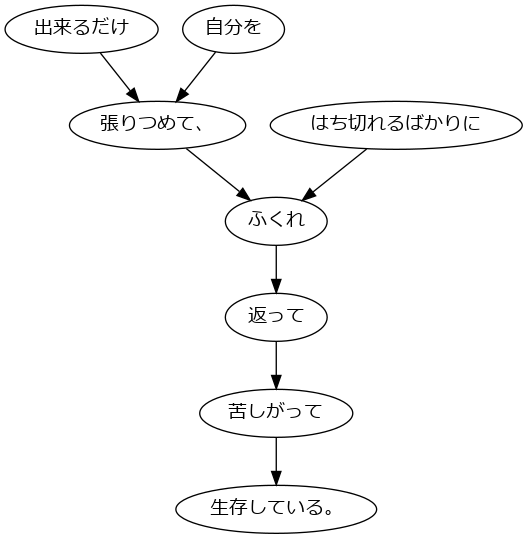 出来るだけ
自分を
張りつめて、
はち切れるばかりに
ふくれ
返って
苦しがって
生存している。